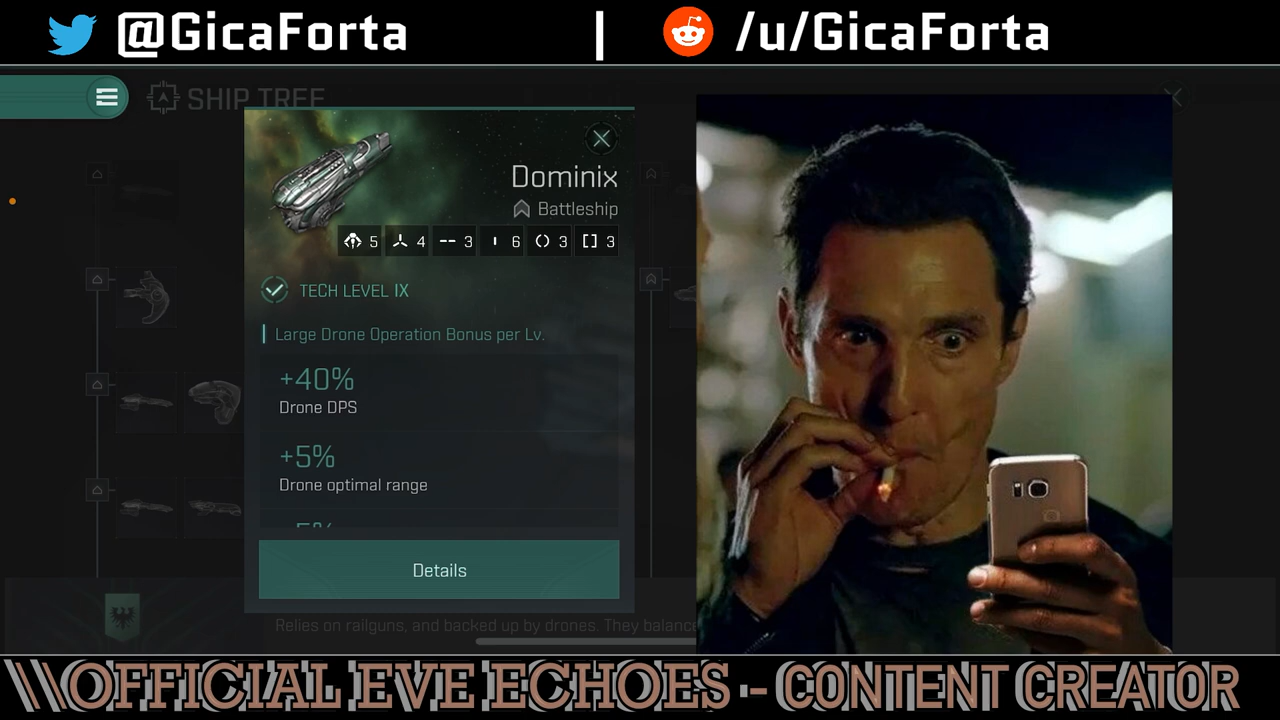 @GicaForta | /u/GicaForta
SHIP TREE
Dominix
Battleship
5 4 3 6 3 3
TECH LEVEL IX
Large Drone Operation Bonus per Lv.
+40%
Drone DPS
+5%
Drone optimal range
Details
Relies on railguns, and backed up by drones. They balance
\\OFFICIAL EVE ECHOES - CONTENT CREATOR